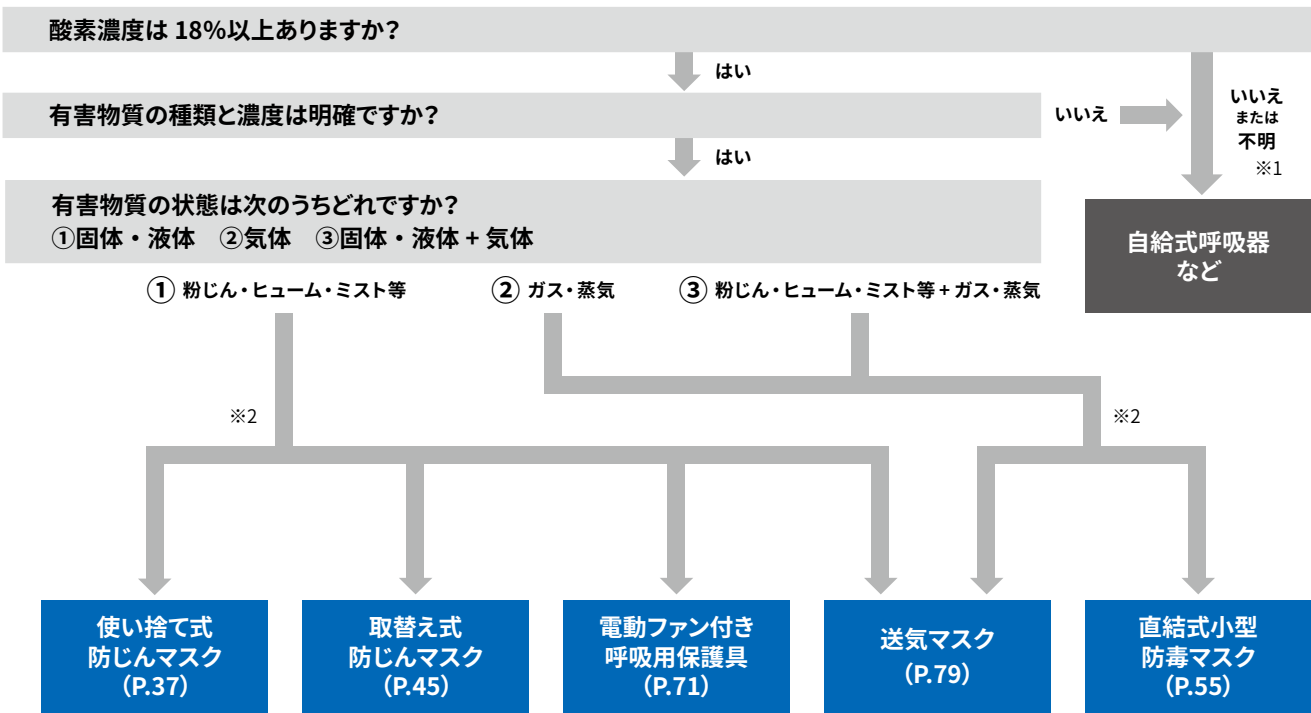 酸素濃度は 18%以上ありますか?
はい
有害物質の種類と濃度は明確ですか?
いいえ
いいえ
または
不明
※1
はい
有害物質の状態は次のうちどれですか?
①固体・液体 ②気体 ③固体・液体 + 気体
自給式呼吸器
など
① 粉じん・ヒューム・ミスト等
② ガス・蒸気
③ 粉じん・ヒューム・ミスト等 + ガス・蒸気
※2
※2
使い捨て式
防じんマスク
(P.37)
取替え式
防じんマスク
(P.45)
電動ファン付き
呼吸用保護具
(P.71)
送気マスク
(P.79)
直結式小型
防毒マスク
(P.55)